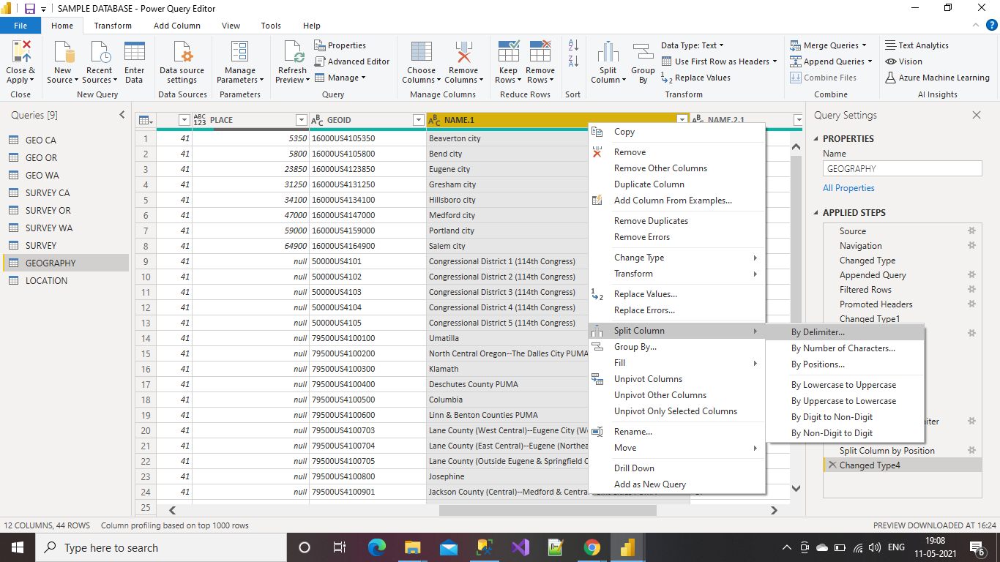 SAMPLE DATABASE - Power Query Editor
File Home Transform Add Column View Tools Help
Close & Apply
Close
New Source
Recent Sources
Enter Data
New Query
Data source settings
Data Sources
Manage Parameters
Parameters
Refresh Preview
Properties
Advanced Editor
Manage
Query
Choose Columns
Remove Columns
Manage Columns
Keep Rows
Remove Rows
Reduce Rows
Sort
Split Column
Group By
Data Type: Text
Use First Row as Headers
Replace Values
Transform
Merge Queries
Append Queries
Combine Files
Combine
Text Analytics
Vision
Azure Machine Learning
AI Insights
Queries [9]
GEO CA
GEO OR
GEO WA
SURVEY CA
SURVEY OR
SURVEY WA
SURVEY
GEOGRAPHY
LOCATION
ABC 123 PLACE ABC GEOID ABC NAME.1 ABC NAME.2.1
1 41 5350 16000US4105350 Beaverton city
2 41 5800 16000US4105800 Bend city
3 41 23850 16000US4123850 Eugene city
4 41 31250 16000US4131250 Gresham city
5 41 34100 16000US4134100 Hillsboro city
6 41 47000 16000US4147000 Medford city
7 41 59000 16000US4159000 Portland city
8 41 64900 16000US4164900 Salem city
9 41 null 50000US4101 Congressional District 1 (114th Congress)
10 41 null 50000US4102 Congressional District 2 (114th Congress)
11 41 null 50000US4103 Congressional District 3 (114th Congress)
12 41 null 50000US4104 Congressional District 4 (114th Congress)
13 41 null 50000US4105 Congressional District 5 (114th Congress)
14 41 null 79500US4100100 Umatilla
15 41 null 79500US4100200 North Central Oregon--The Dalles City PUMA
16 41 null 79500US4100300 Klamath
17 41 null 79500US4100400 Deschutes County PUMA
18 41 null 79500US4100500 Columbia
19 41 null 79500US4100600 Linn & Benton Counties PUMA
20 41 null 79500US4100703 Lane County (West Central)--Eugene City (We
21 41 null 79500US4100704 Lane County (East Central)--Eugene (Northea
22 41 null 79500US4100705 Lane County (Outside Eugene & Springfield C
23 41 null 79500US4100800 Josephine
24 41 null 79500US4100901 Jackson County (Central)--Medford & Central
25
Copy
Remove
Remove Other Columns
Duplicate Column
Add Column From Examples...
Remove Duplicates
Remove Errors
Change Type
Transform
Replace Values...
Replace Errors...
Split Column
Group By...
Fill
Unpivot Columns
Unpivot Other Columns
Unpivot Only Selected Columns
Rename...
Move
Drill Down
Add as New Query
By Delimiter...
By Number of Characters...
By Positions...
By Lowercase to Uppercase
By Uppercase to Lowercase
By Digit to Non-Digit
By Non-Digit to Digit
Query Settings
PROPERTIES
Name
GEOGRAPHY
All Properties
APPLIED STEPS
Source
Navigation
Changed Type
Appended Query
Filtered Rows
Promoted Headers
Changed Type1
Split Column by Position
Changed Type4
12 COLUMNS, 44 ROWS Column profiling based on top 1000 rows PREVIEW DOWNLOADED AT 16:24
Type here to search
ENG
19:08
11-05-2021
6